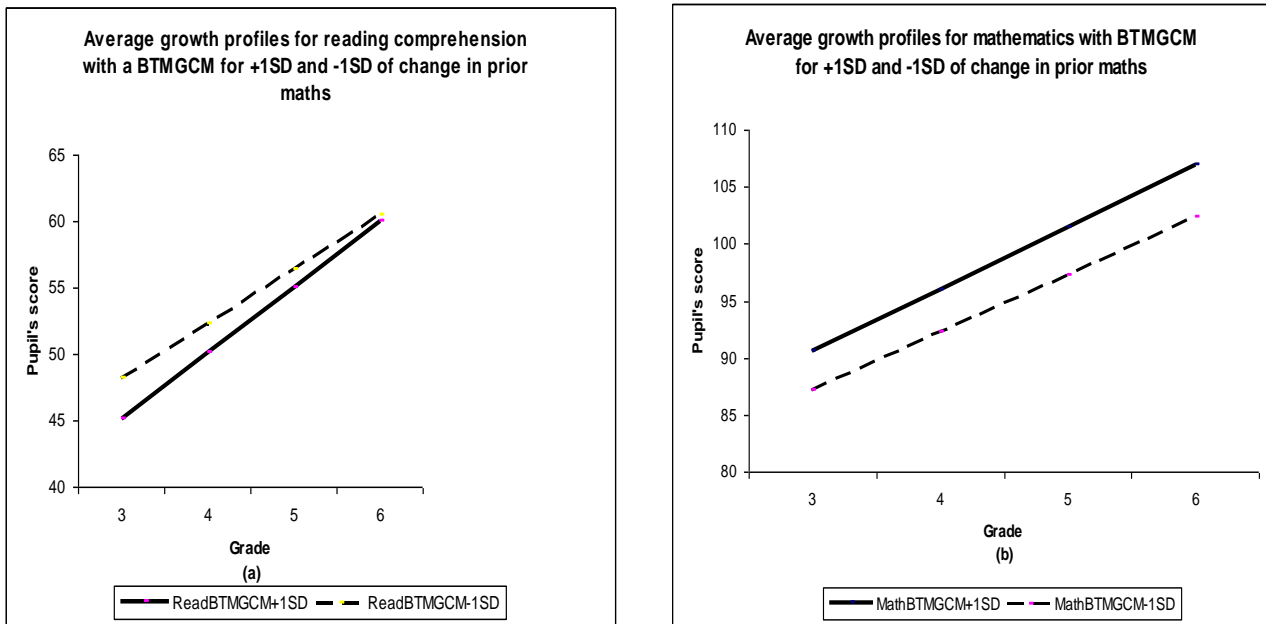 Average growth profiles for reading comprehension
with a BTMGCM for +1SD and -1SD of change in prior
maths
65
60
55
50
45
40
Pupil's score
3 4 5 6
Grade
(a)
ReadBTMGCM+1SD ReadBTMGCM-1SD
Average growth profiles for mathematics with BTMGCM
for +1SD and -1SD of change in prior maths
110
105
100
95
90
85
80
Pupil's score
3 4 5 6
Grade
(b)
MathBTMGCM+1SD MathBTMGCM-1SD